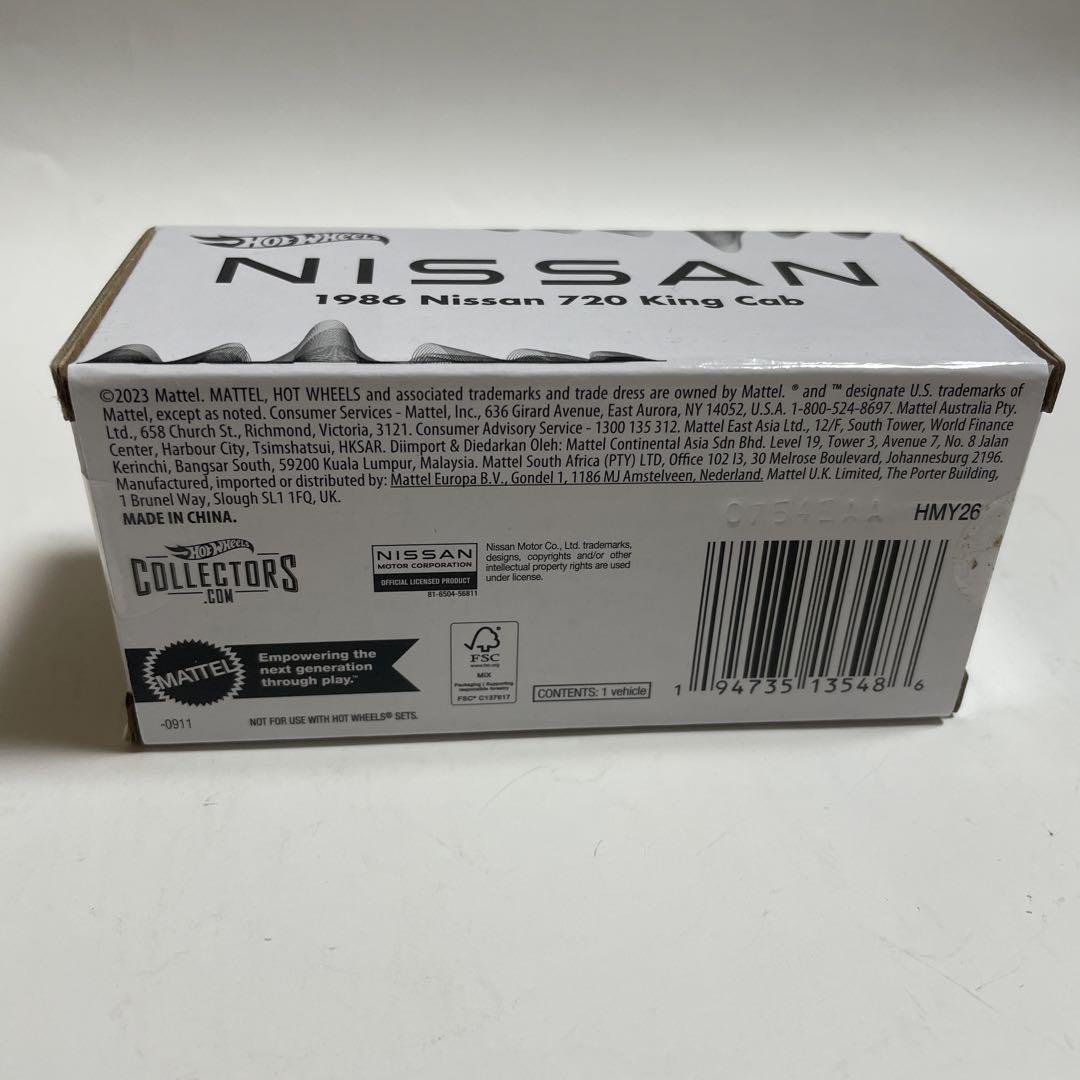 HOT WHEELS
NISSAN
1986 Nissan 720 King Cab
©2023 Mattel. MATTEL, HOT WHEELS and associated trademarks and trade dress are owned by Mattel. ® and ™ designate U.S. trademarks of
Mattel, except as noted. Consumer Services - Mattel, Inc., 636 Girard Avenue, East Aurora, NY 14052, U.S.A. 1-800-524-8697. Mattel Australia Pty.
Ltd., 658 Church St., Richmond, Victoria, 3121. Consumer Advisory Service - 1300 135 312. Mattel East Asia Ltd., 12/F, South Tower, World Finance
Center, Harbour City, Tsimshatsui, HKSAR. Diimport & Diedarkan Oleh: Mattel Continental Asia Sdn Bhd. Level 19, Tower 3, Avenue 7, No. 8 Jalan
Kerinchi, Bangsar South, 59200 Kuala Lumpur, Malaysia. Mattel South Africa (PTY) LTD, Office 102 I3, 30 Melrose Boulevard, Johannesburg 2196.
Manufactured, imported or distributed by: Mattel Europa B.V., Gondel 1, 1186 MJ Amstelveen, Nederland. Mattel U.K. Limited, The Porter Building,
1 Brunel Way, Slough SL1 1FQ, UK.
MADE IN CHINA.
HMY26
HOT WHEELS
COLLECTORS
.COM
NISSAN
MOTOR CORPORATION
OFFICIAL LICENSED PRODUCT
81-6504-56811
Nissan Motor Co., Ltd. trademarks,
designs, copyrights and/or other
intellectual property rights are used
under license.
MATTEL
Empowering the
next generation
through play.™
FSC
www.fsc.org
MIX
Packaging | Supporting
responsible forestry
FSC® C137617
CONTENTS: 1 vehicle
1 94735 13548 6
-0911
NOT FOR USE WITH HOT WHEELS® SETS.